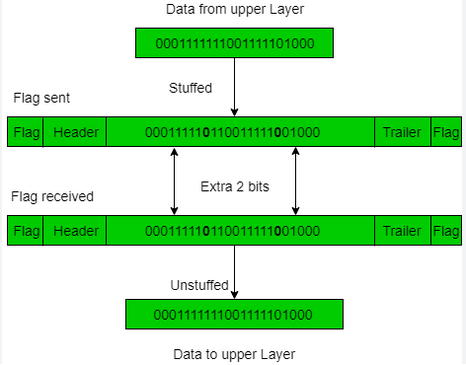 Data from upper Layer
0001111111001111101000
Stuffed
Flag sent
Flag Header 000111110110011111001000 Trailer Flag
Extra 2 bits
Flag received
Flag Header 000111110110011111001000 Trailer Flag
Unstuffed
0001111111001111101000
Data to upper Layer